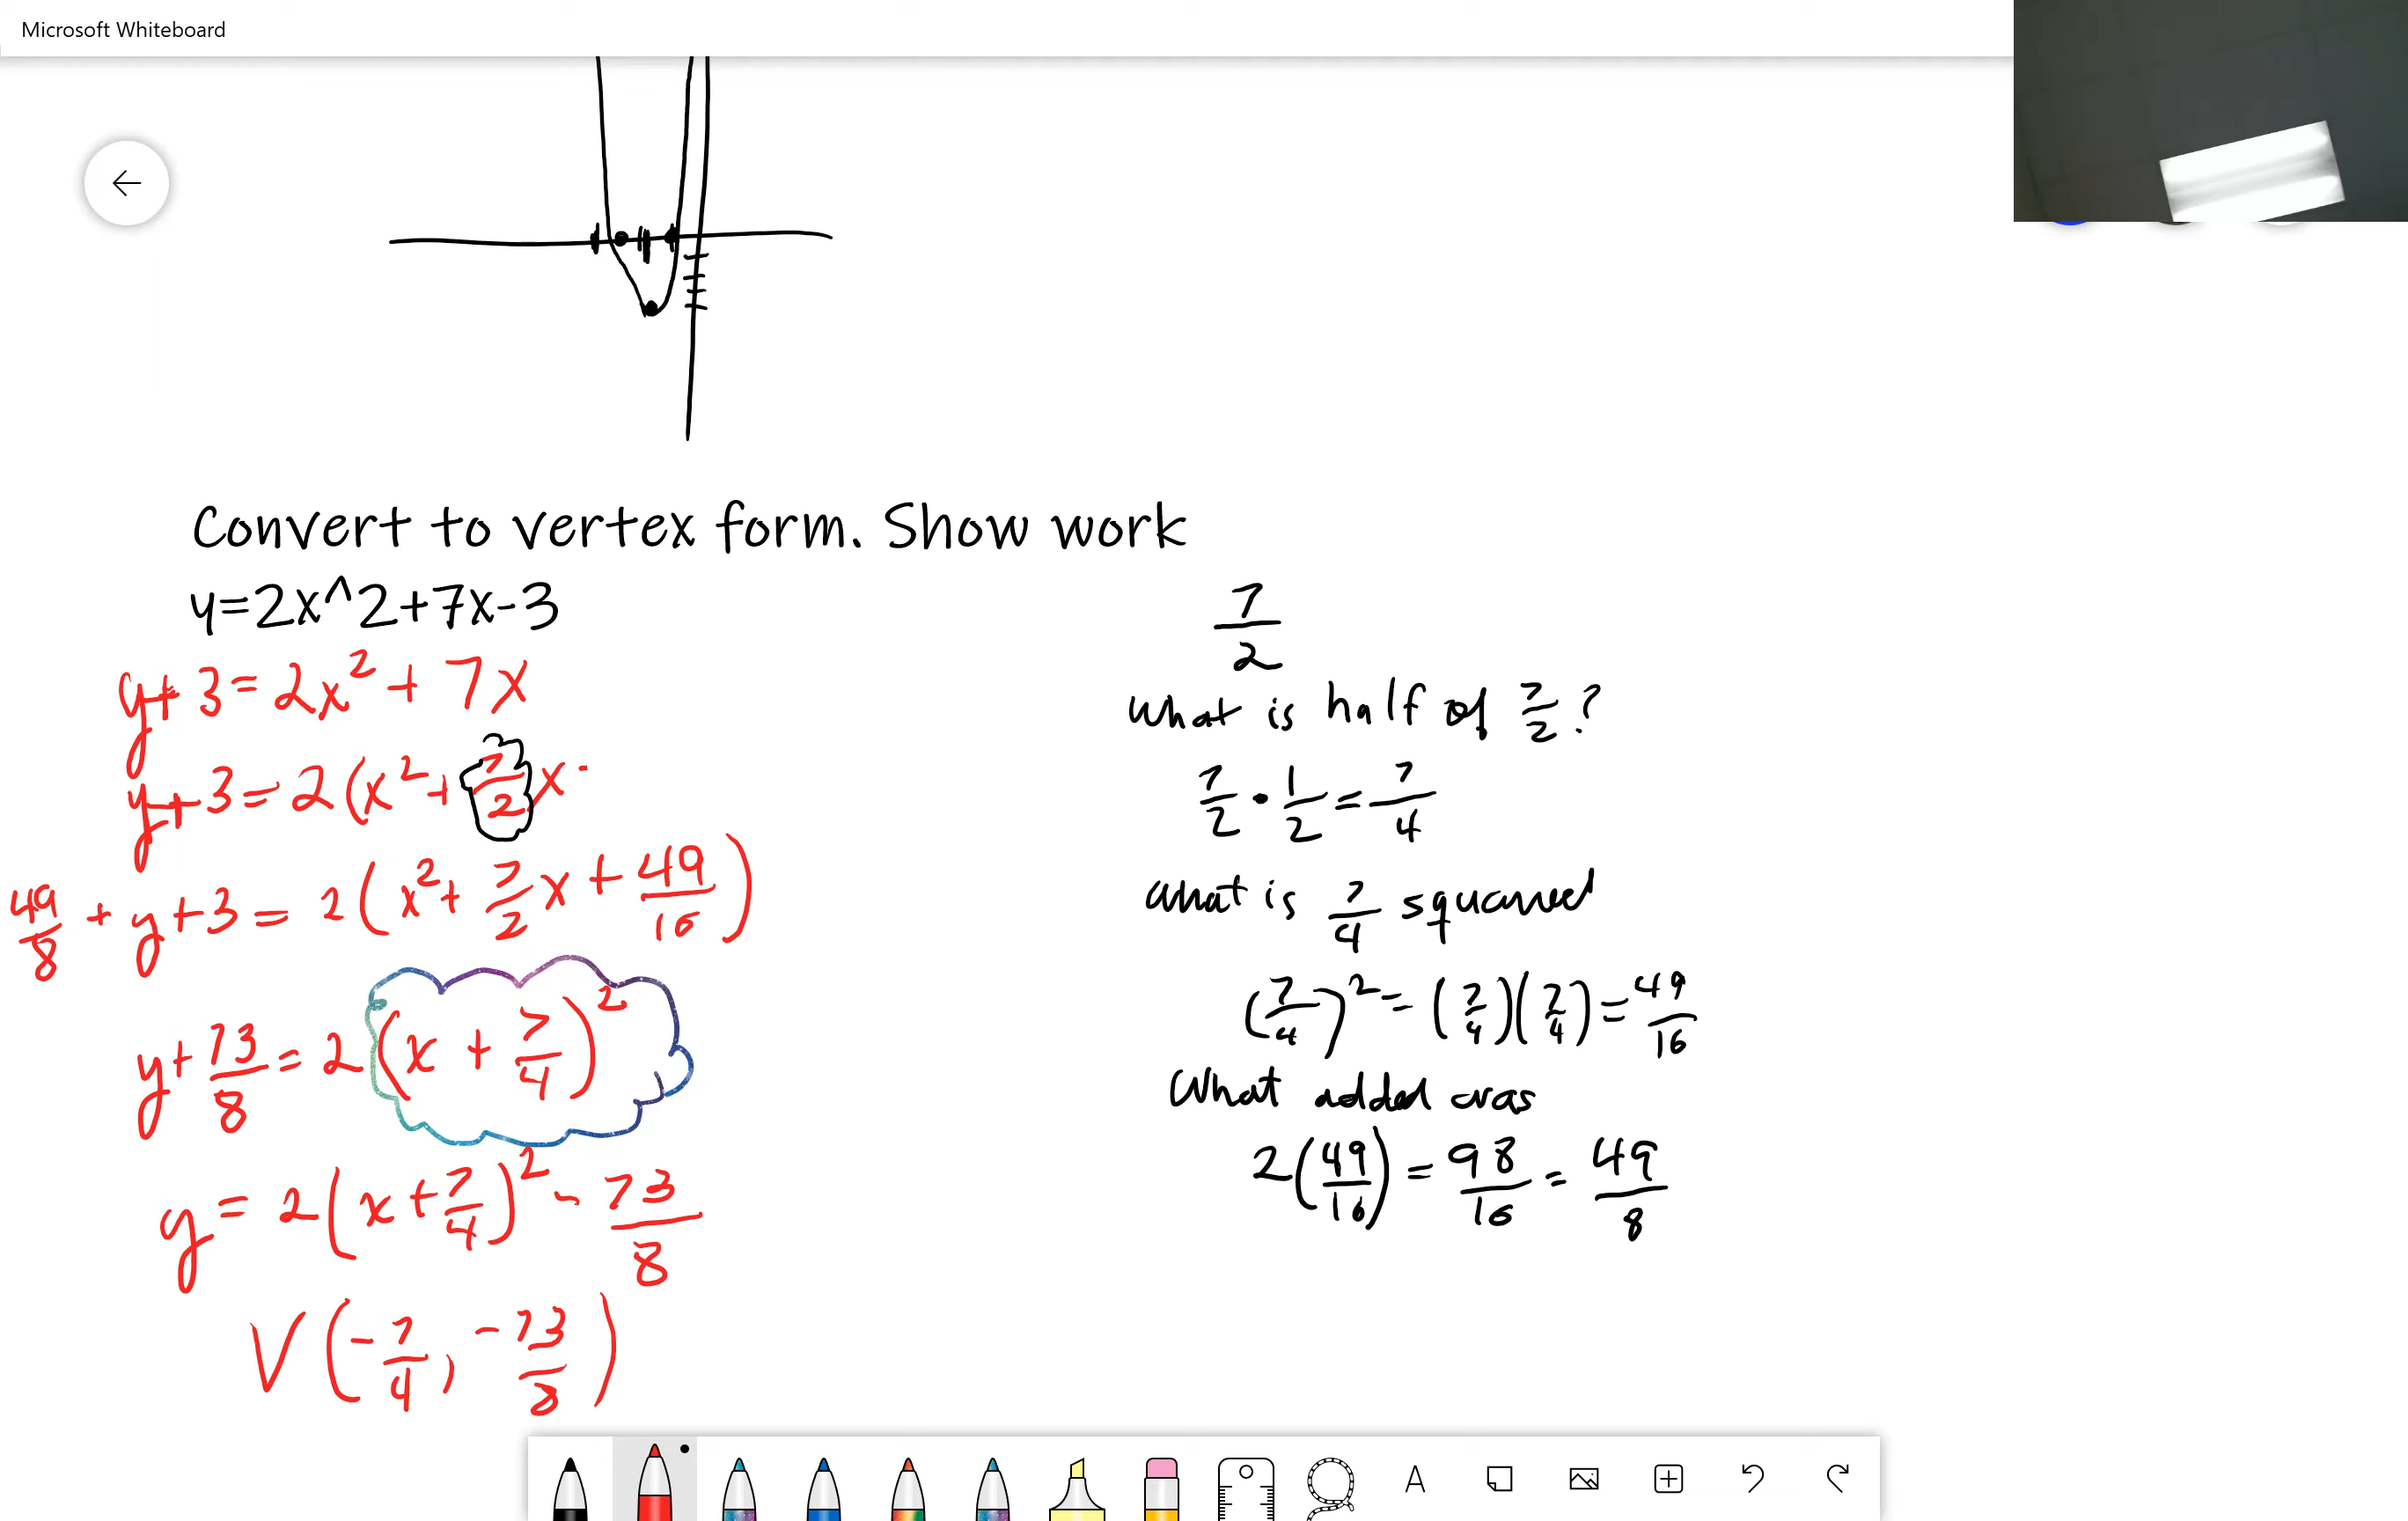 Microsoft Whiteboard
Convert to vertex form. Show work
y=2x^2+7x-3
y+3=2x²+7x
y+3=2(x²+7/2x
49/8+y+3=2(x²+7/2x+49/16)
y+73/8=2(x+7/4)²
y=2(x+7/4)²-73/8
V(-7/4,-73/8)
7/2
what is half of 7/2?
7/2·1/2=7/4
what is 7/4 squared
(7/4)²=(7/4)(7/4)=49/16
What added was
2(49/16)=98/16=49/8
A